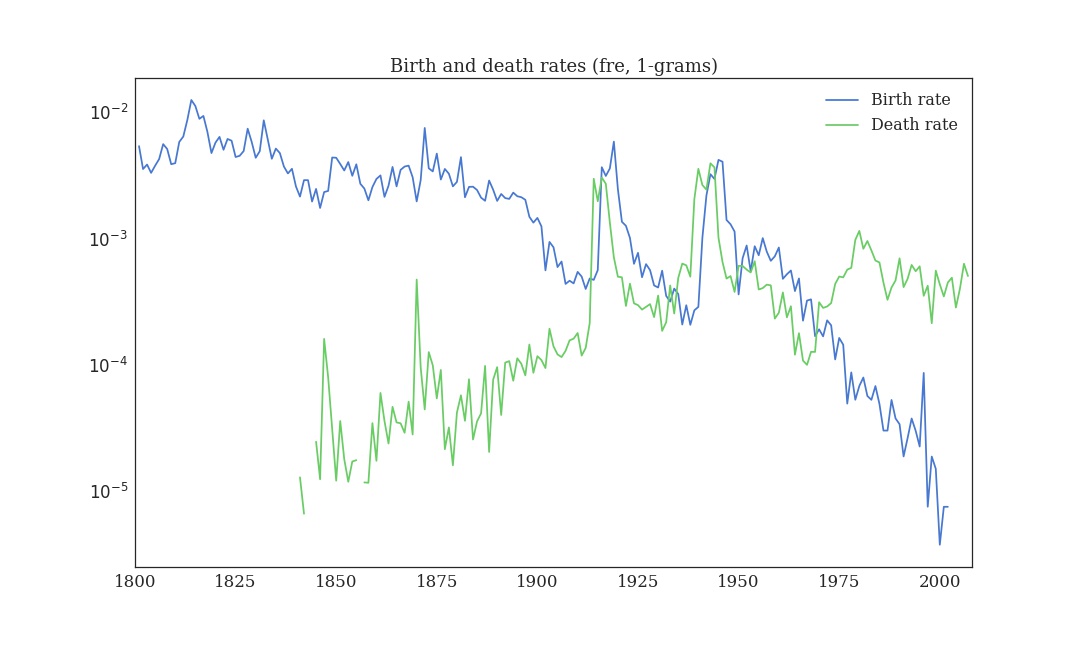 Birth and death rates (fre, 1-grams)
10⁻²
10⁻³
10⁻⁴
10⁻⁵
Birth rate
Death rate
1800 1825 1850 1875 1900 1925 1950 1975 2000